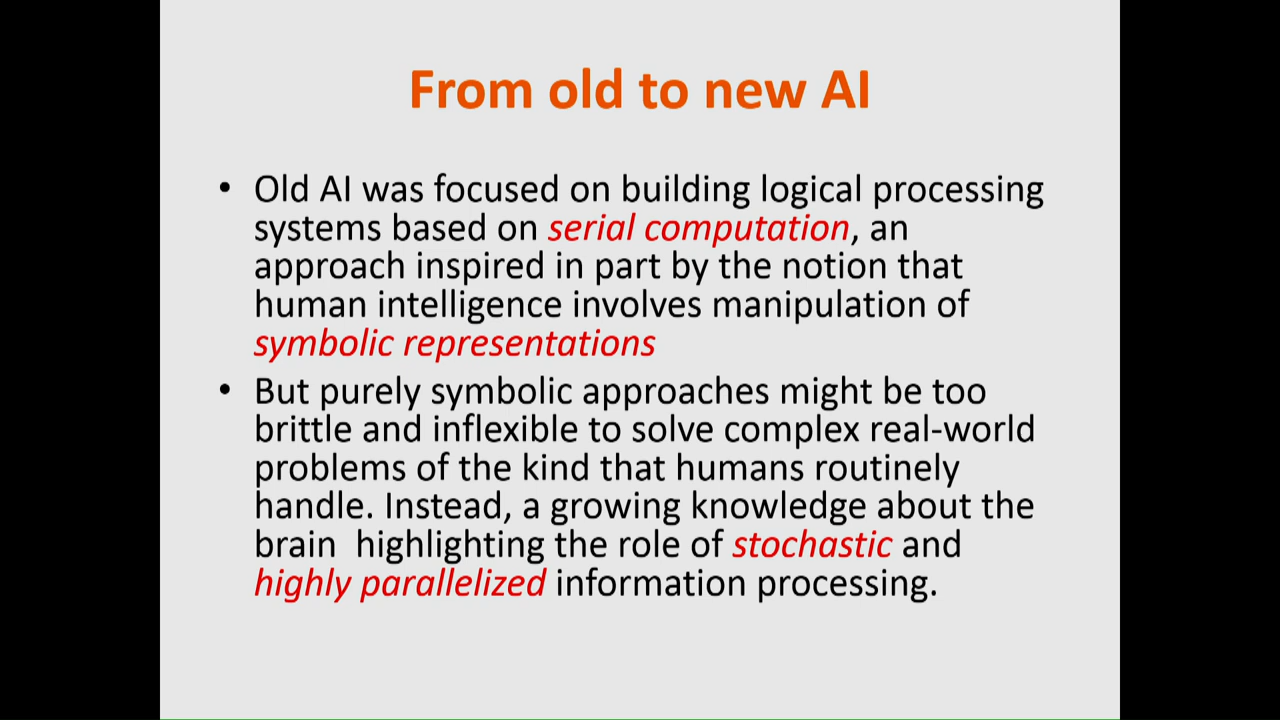 From old to new AI
• Old AI was focused on building logical processing
systems based on serial computation, an
approach inspired in part by the notion that
human intelligence involves manipulation of
symbolic representations
• But purely symbolic approaches might be too
brittle and inflexible to solve complex real-world
problems of the kind that humans routinely
handle. Instead, a growing knowledge about the
brain  highlighting the role of stochastic and
highly parallelized information processing.